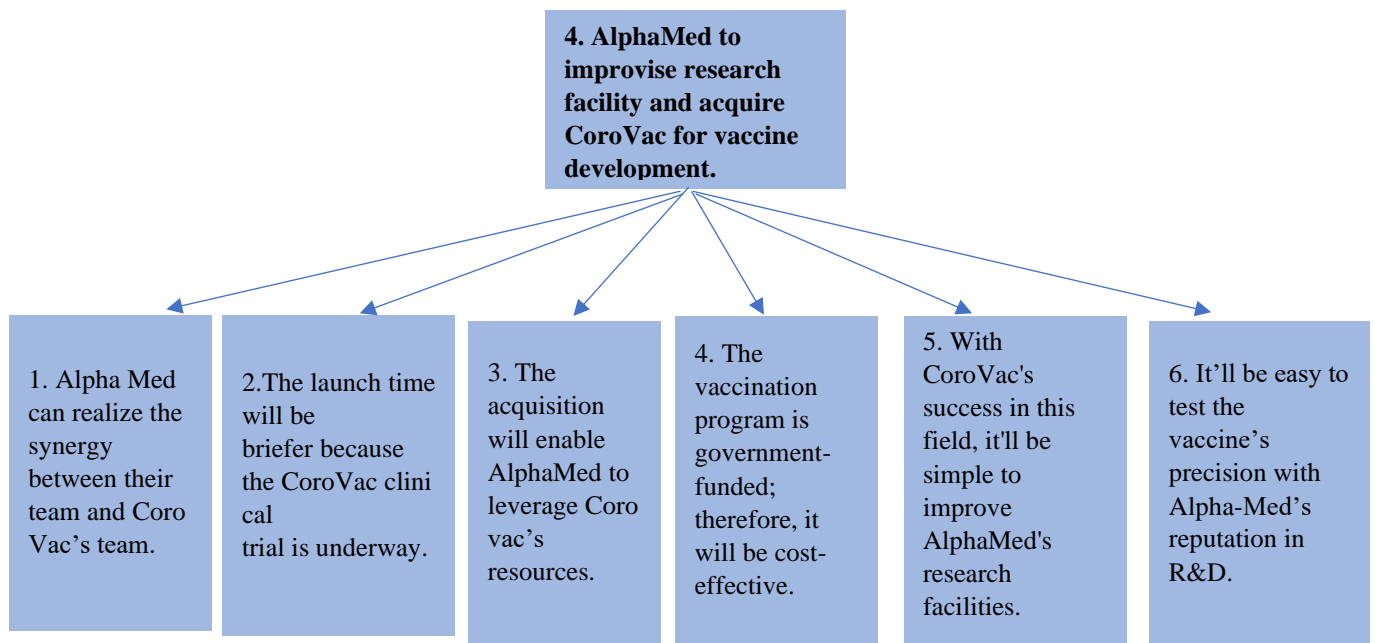 4. AlphaMed to
improvise research
facility and acquire
CoroVac for vaccine
development.
1. Alpha Med
can realize the
synergy
between their
team and Coro
Vac’s team.
2.The launch time
will be
briefer because
the CoroVac clini
cal
trial is underway.
3. The
acquisition
will enable
AlphaMed to
leverage Coro
vac’s
resources.
4. The
vaccination
program is
government-
funded;
therefore, it
will be cost-
effective.
5. With
CoroVac's
success in this
field, it'll be
simple to
improve
AlphaMed's
research
facilities.
6. It’ll be easy to
test the
vaccine’s
precision with
Alpha-Med’s
reputation in
R&D.